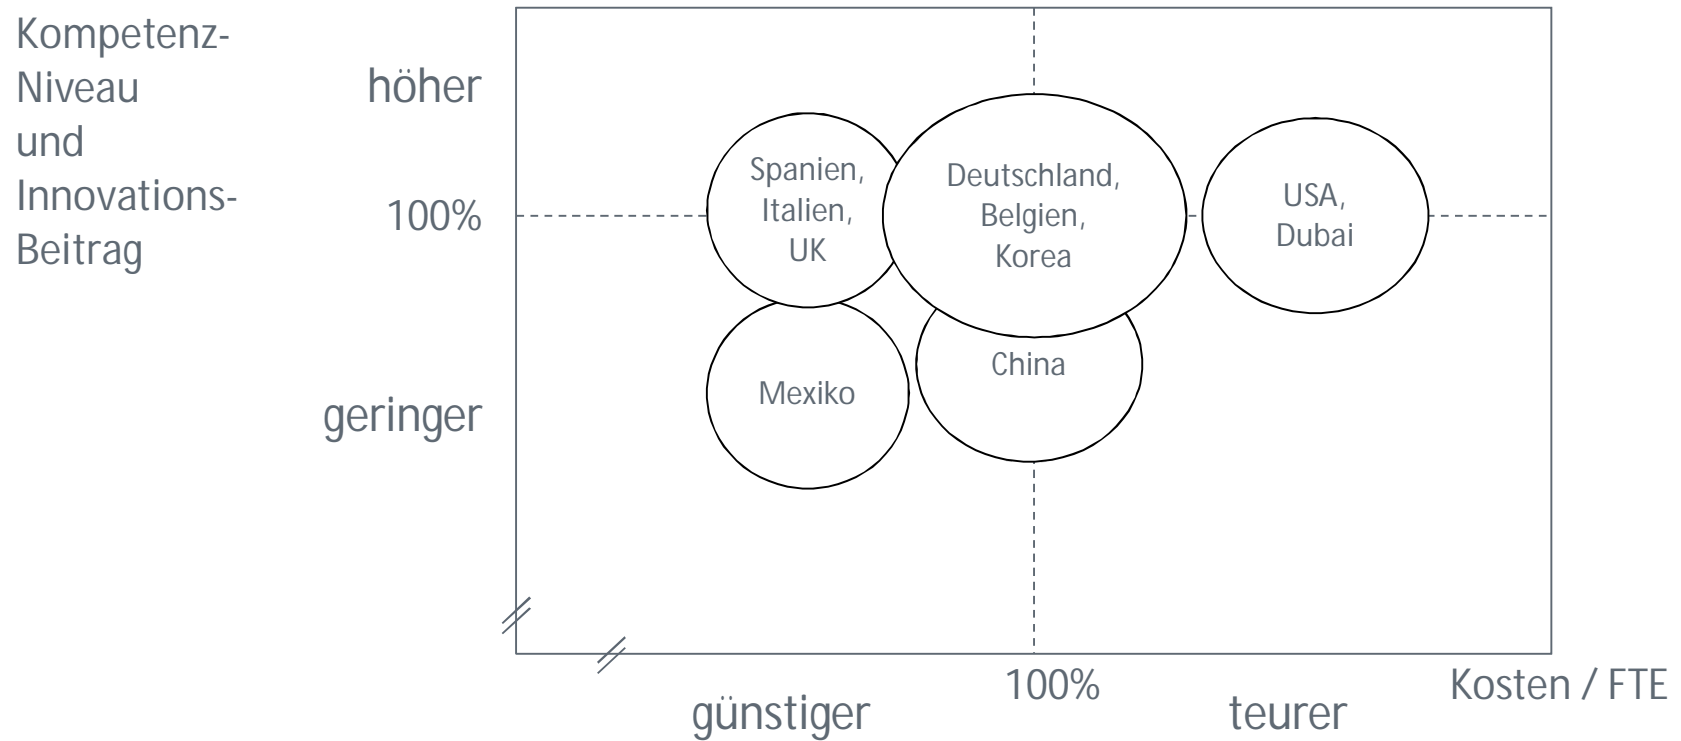 Kompetenz-
Niveau
und
Innovations-
Beitrag
höher
100%
geringer
Spanien,
Italien,
UK
Deutschland,
Belgien,
Korea
USA,
Dubai
Mexiko
China
100%
Kosten / FTE
günstiger
teurer